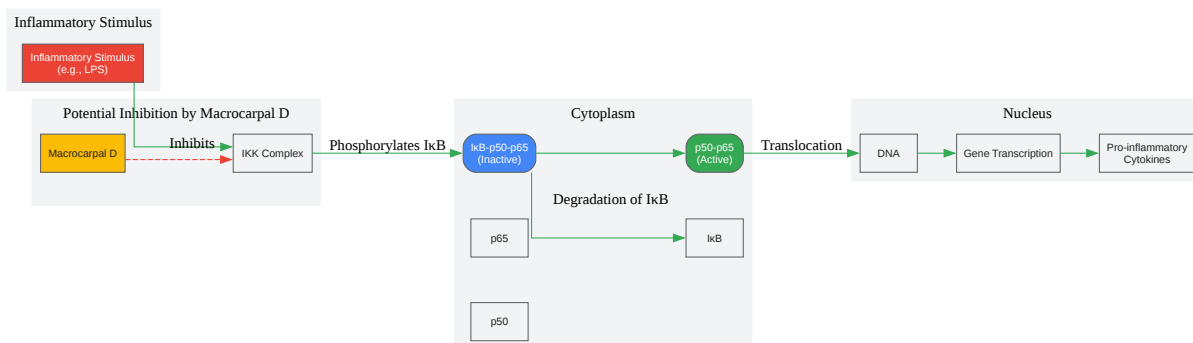 Inflammatory Stimulus
Inflammatory Stimulus
(e.g., LPS)
Potential Inhibition by Macrocarpal D
Macrocarpal D
Inhibits
IKK Complex
Phosphorylates IκB
Cytoplasm
IκB-p50-p65
(Inactive)
p50-p65
(Active)
Degradation of IκB
p65
IκB
p50
Translocation
Nucleus
DNA
Gene Transcription
Pro-inflammatory
Cytokines